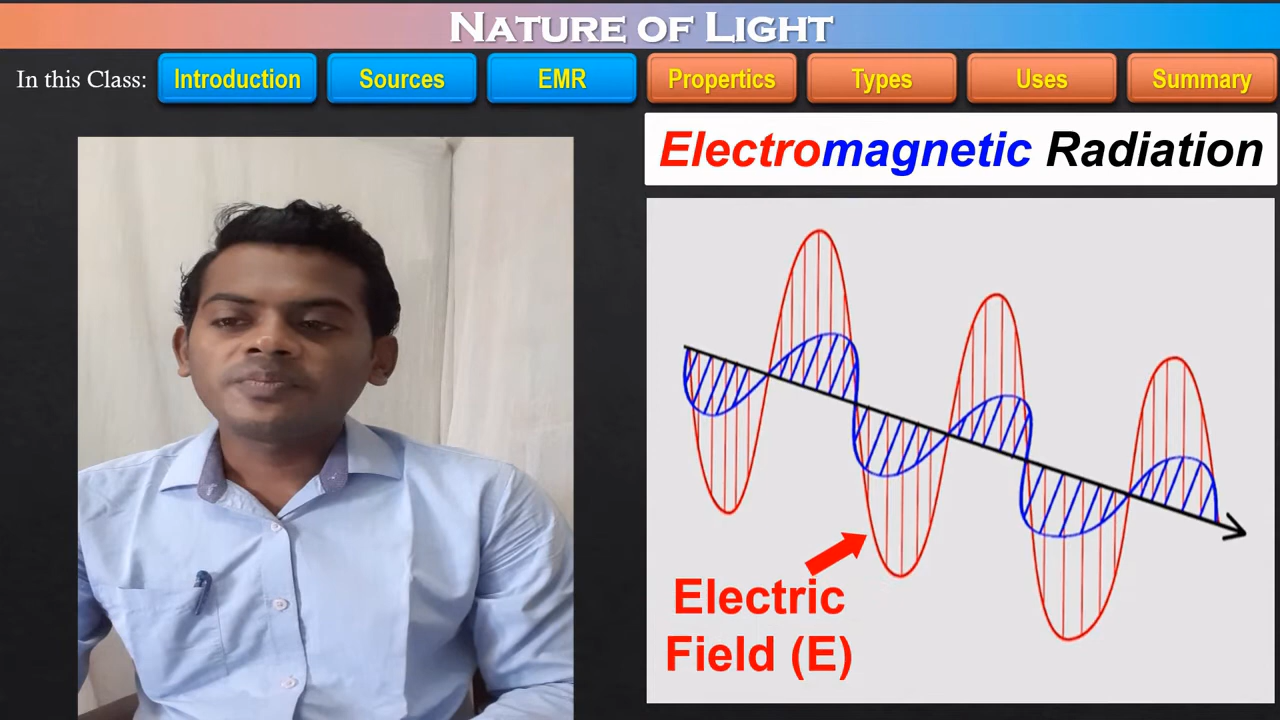 NATURE OF LIGHT
In this Class: Introduction Sources EMR Propertics Types Uses Summary
Electromagnetic Radiation
Electric
Field (E)